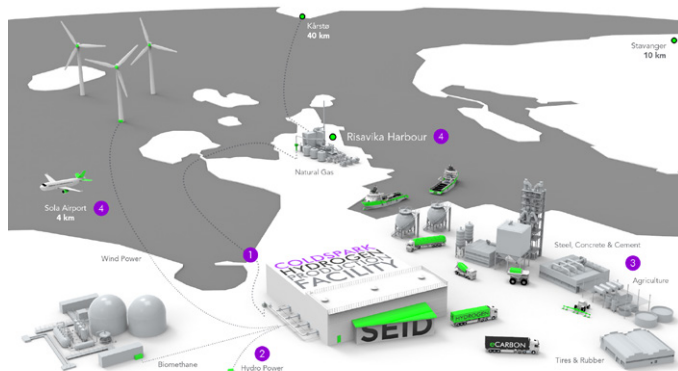 Kårstø
40 km
Stavanger
10 km
Risavika Harbour
4
Natural Gas
4
Sola Airport
4 km
Wind Power
1
COLDSPARK
HYDROGEN
PRODUCTION
FACILITY
SEID
Steel, Concrete & Cement
3
Agriculture
HYDROGEN
eCARBON
Tires & Rubber
Biomethane
2
Hydro Power